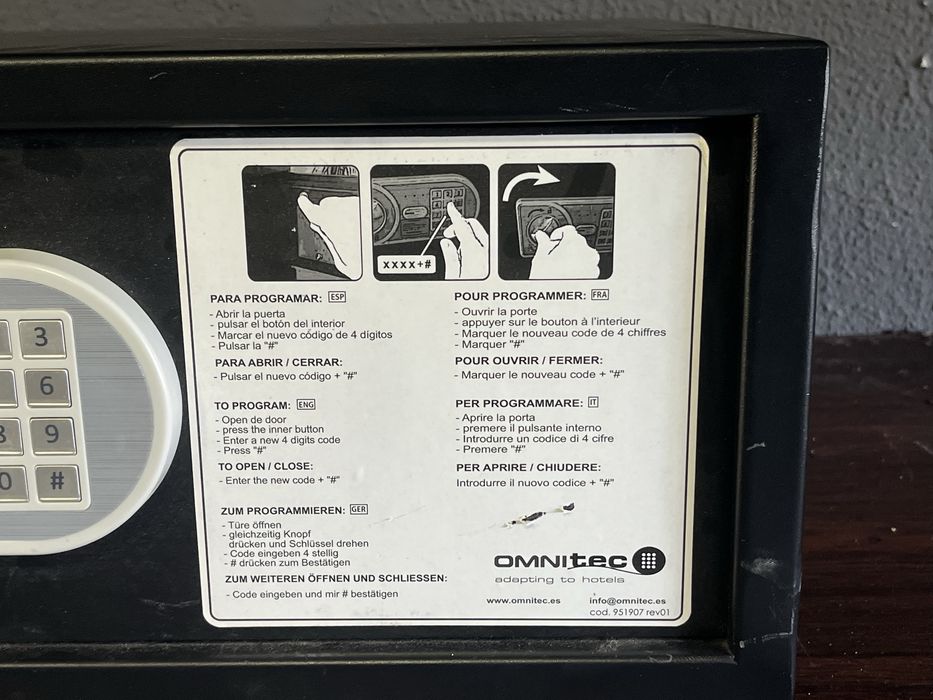 3
6
9
#
xxxx+#
PARA PROGRAMAR: ESP
- Abrir la puerta
- pulsar el botón del interior
- Marcar el nuevo código de 4 dígitos
- Pulsar la "#"
PARA ABRIR / CERRAR:
- Pulsar el nuevo código + "#"
TO PROGRAM: ENG
- Open de door
- press the inner button
- Enter a new 4 digits code
- Press "#"
TO OPEN / CLOSE:
- Enter the new code + "#"
ZUM PROGRAMMIEREN: GER
- Türe öffnen
- gleichzeitig Knopf
drücken und Schlüssel drehen
- Code eingeben 4 stellig
- # drücken zum Bestätigen
ZUM WEITEREN ÖFFNEN UND SCHLIESSEN:
- Code eingeben und mir # bestätigen
POUR PROGRAMMER: FRA
- Ouvrir la porte
- appuyer sur le bouton à l'interieur
- Marquer le nouveau code de 4 chiffres
- Marquer "#"
POUR OUVRIR / FERMER:
- Marquer le nouveau code + "#"
PER PROGRAMMARE: IT
- Aprire la porta
- premere il pulsante interno
- Introdurre un codice di 4 cifre
- Premere "#"
PER APRIRE / CHIUDERE:
Introdurre il nuovo codice + "#"
OMNITEC
adapting to hotels
www.omnitec.es
info@omnitec.es
cod. 951907 rev01